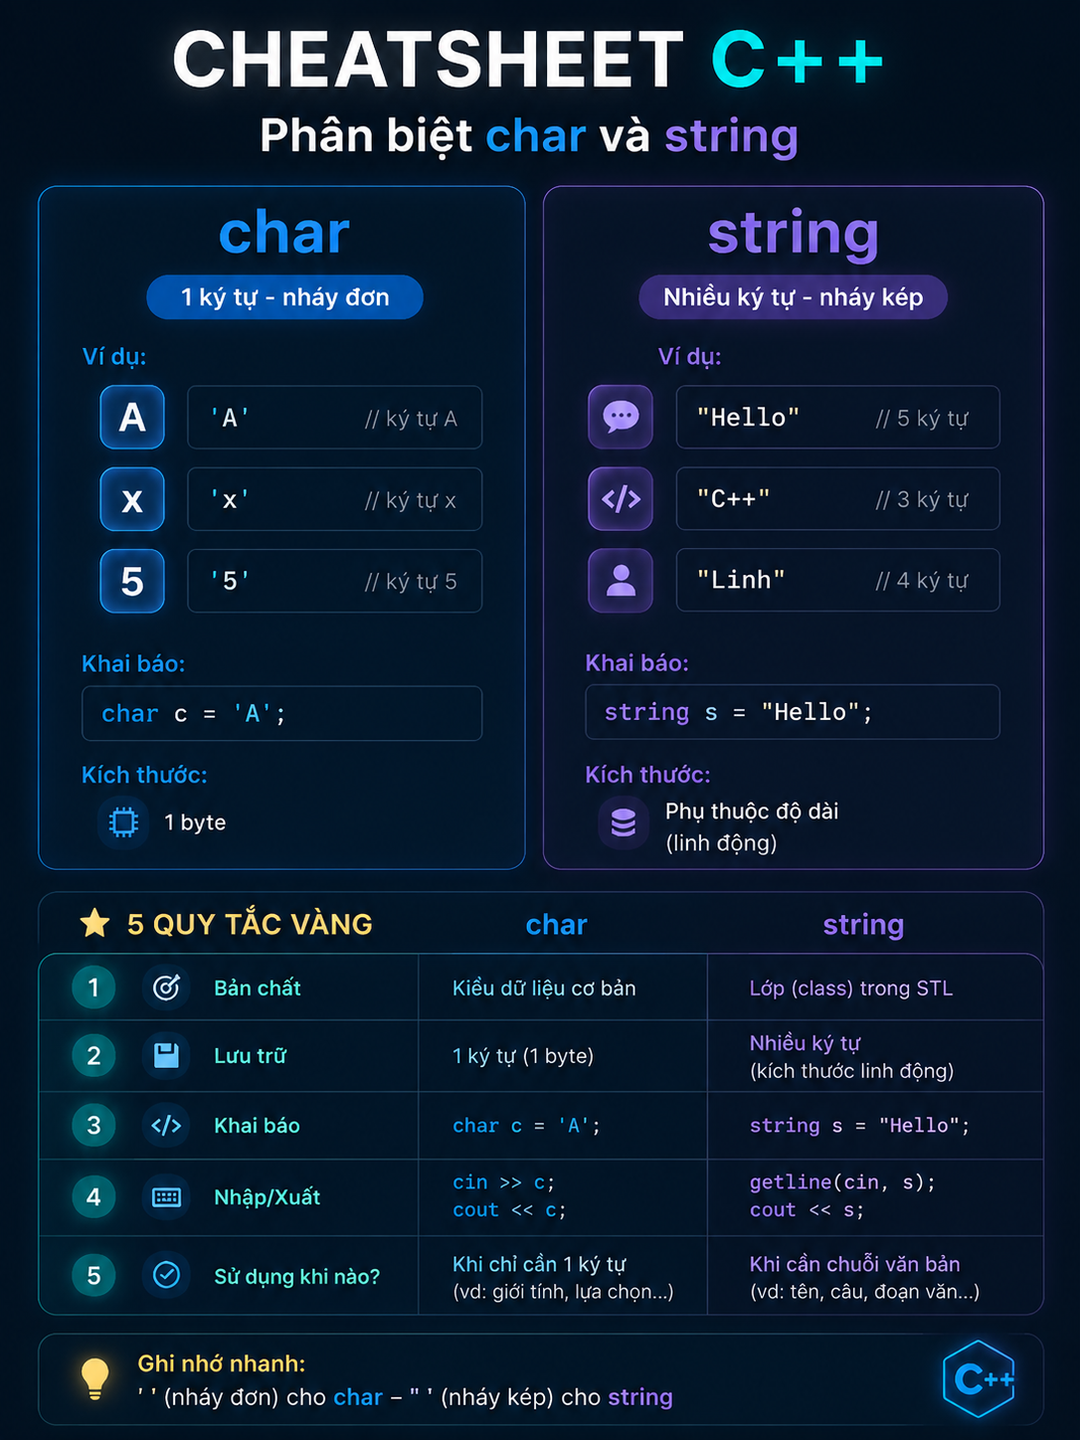 CHEATSHEET C++
Phân biệt char và string
char
1 ký tự - nháy đơn
Ví dụ:
A
'A' // ký tự A
x
'x' // ký tự x
5
'5' // ký tự 5
Khai báo:
char c = 'A';
Kích thước:
1 byte
string
Nhiều ký tự - nháy kép
Ví dụ:
"Hello" // 5 ký tự
</> "C++" // 3 ký tự
"Linh" // 4 ký tự
Khai báo:
string s = "Hello";
Kích thước:
Phụ thuộc độ dài
(linh động)
5 QUY TẮC VÀNG char string
1 Bản chất Kiểu dữ liệu cơ bản Lớp (class) trong STL
2 Lưu trữ 1 ký tự (1 byte) Nhiều ký tự
(kích thước linh động)
3 </> Khai báo char c = 'A'; string s = "Hello";
4 Nhập/Xuất cin >> c; getline(cin, s);
cout << c; cout << s;
5 Sử dụng khi nào? Khi chỉ cần 1 ký tự Khi cần chuỗi văn bản
(vd: giới tính, lựa chọn...) (vd: tên, câu, đoạn văn...)
Ghi nhớ nhanh:
' ' (nháy đơn) cho char – " ' (nháy kép) cho string
C++